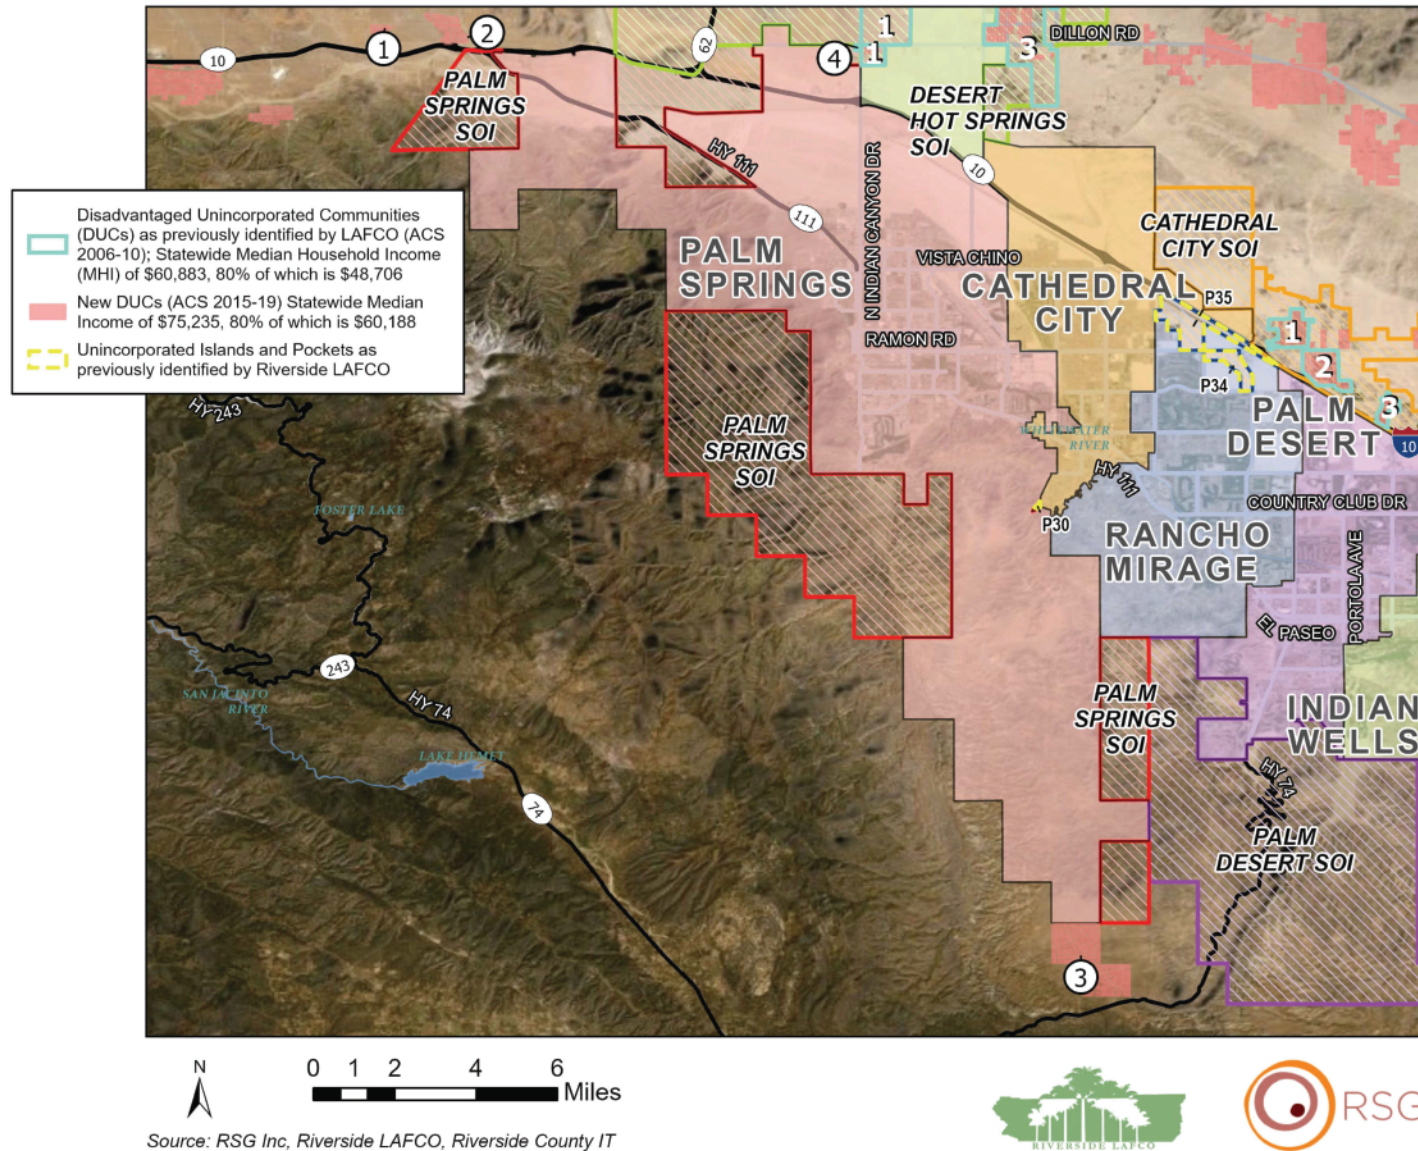 1
2
10
62
4
1
1
3
DILLON RD
PALM
SPRINGS
SOI
DESERT
HOT SPRINGS
SOI
HY 111
10
N INDIAN CANYON DR
111
Disadvantaged Unincorporated Communities
(DUCs) as previously identified by LAFCO (ACS
2006-10); Statewide Median Household Income
(MHI) of $60,883, 80% of which is $48,706
New DUCs (ACS 2015-19) Statewide Median
Income of $75,235, 80% of which is $60,188
Unincorporated Islands and Pockets as
previously identified by Riverside LAFCO
CATHEDRAL
CITY SOI
PALM
SPRINGS
VISTA CHINO
CATHEDRAL
CITY
P35
RAMON RD
1
2
P34
3
HY 243
PALM
DESERT
10
PALM
SPRINGS
SOI
WHITEWATER
RIVER
HY 111
FOSTER LAKE
P30
COUNTRY CLUB DR
RANCHO
MIRAGE
PORTOLA AVE
EL PASEO
243
SAN JACINTO
RIVER
HY 74
PALM
SPRINGS
SOI
INDIAN
WELLS
LAKE HEMET
HY 74
74
PALM
DESERT SOI
3
N
0 1 2 4 6
Miles
Source: RSG Inc, Riverside LAFCO, Riverside County IT
RIVERSIDE LAFCO
RSG